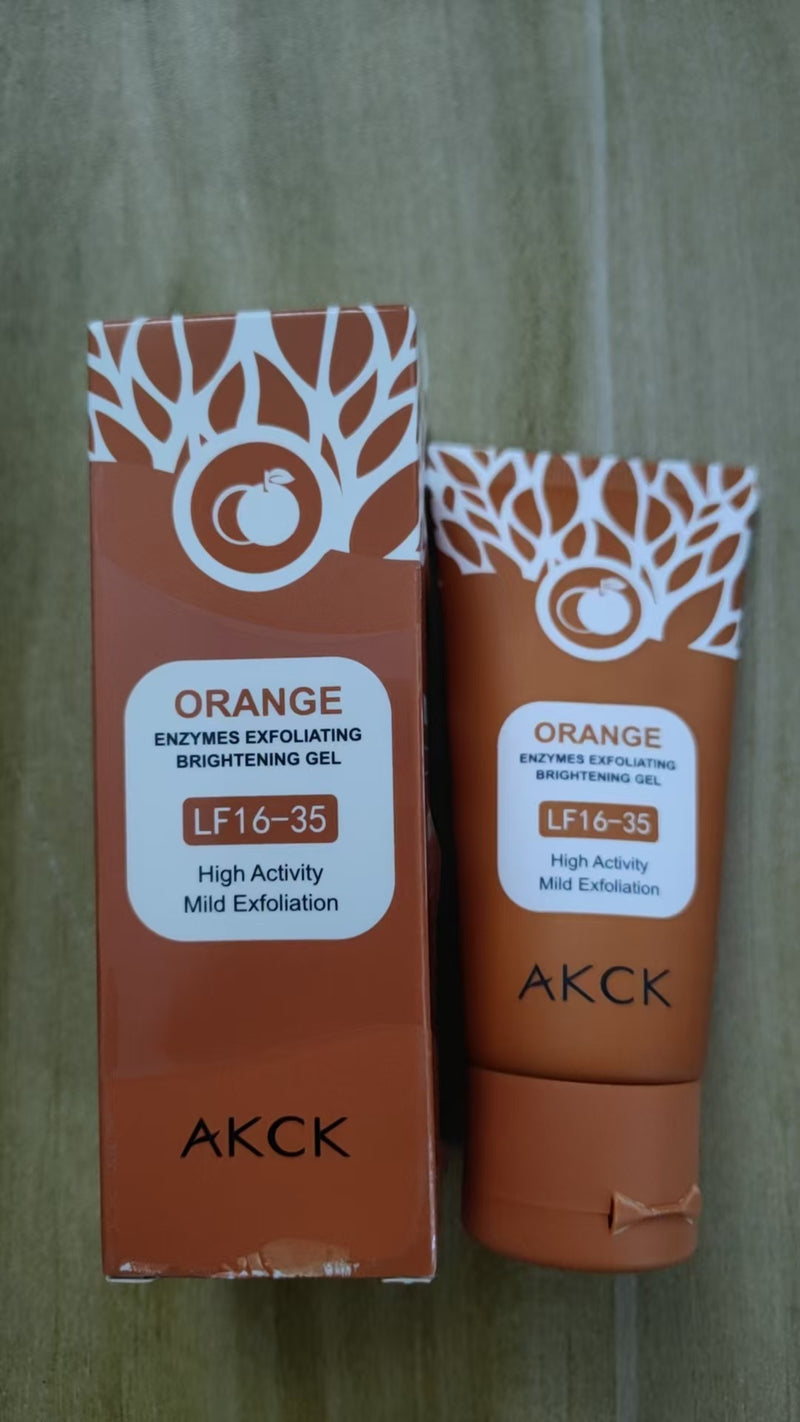 ORANGE
ENZYMES EXFOLIATING
BRIGHTENING GEL
LF16-35
High Activity
Mild Exfoliation
AKCK
ORANGE
ENZYMES EXFOLIATING
BRIGHTENING GEL
LF16-35
High Activity
Mild Exfoliation
AKCK